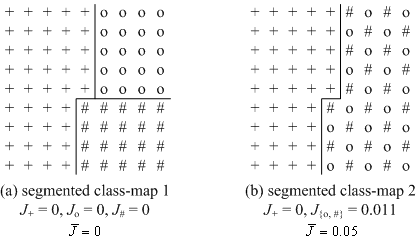 + + + + + o o o o + + + + + # o # o
+ + + + + o o o o + + + + + o # o #
+ + + + + o o o o + + + + + # o # o
+ + + + + o o o o + + + + + o # o #
+ + + + + o o o o + + + + + # o # o
+ + + + # # # # # + + + + # o # o #
+ + + + # # # # # + + + + o # o # o
+ + + + # # # # # + + + + # o # o #
+ + + + # # # # # + + + + o # o # o
(a) segmented class-map 1
J₊ = 0, Jₒ = 0, J# = 0
J̅ = 0
(b) segmented class-map 2
J₊ = 0, J{o, #} = 0.011
J̅ = 0.05